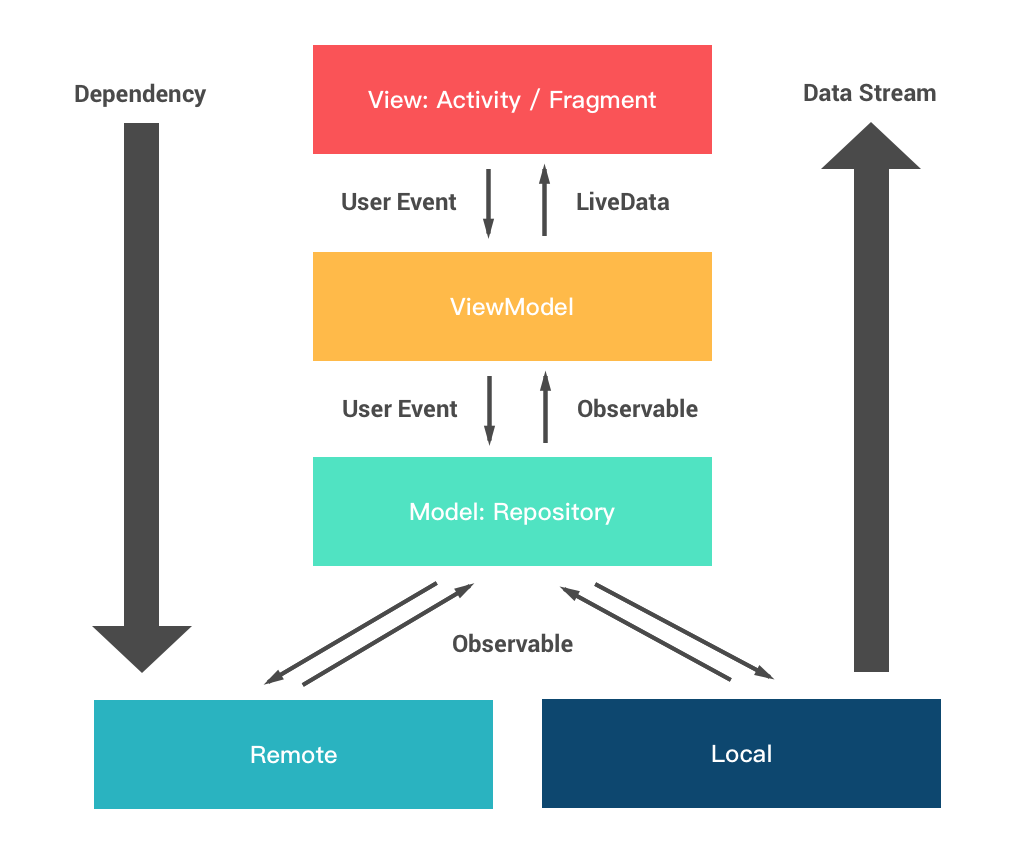 Dependency
View: Activity / Fragment
Data Stream
User Event
LiveData
ViewModel
User Event
Observable
Model: Repository
Observable
Remote
Local